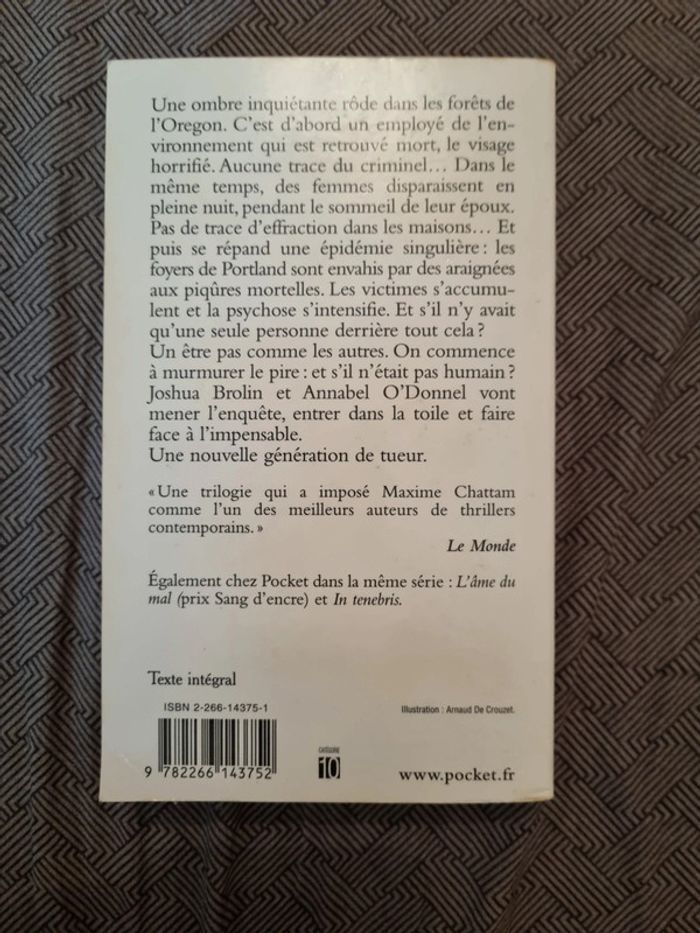 Une ombre inquiétante rôde dans les forêts de
l'Oregon. C'est d'abord un employé de l'en-
vironnement qui est retrouvé mort, le visage
horrifié. Aucune trace du criminel… Dans le
même temps, des femmes disparaissent en
pleine nuit, pendant le sommeil de leur époux.
Pas de trace d'effraction dans les maisons… Et
puis se répand une épidémie singulière : les
foyers de Portland sont envahis par des araignées
aux piqûres mortelles. Les victimes s'accumu-
lent et la psychose s'intensifie. Et s'il n'y avait
qu'une seule personne derrière tout cela ?
Un être pas comme les autres. On commence
à murmurer le pire : et s'il n'était pas humain ?
Joshua Brolin et Annabel O'Donnel vont
mener l'enquête, entrer dans la toile et faire
face à l'impensable.
Une nouvelle génération de tueur.
« Une trilogie qui a imposé Maxime Chattam
comme l'un des meilleurs auteurs de thrillers
contemporains. »
Le Monde
Également chez Pocket dans la même série : L'âme du
mal (prix Sang d'encre) et In tenebris.
Texte intégral
ISBN 2-266-14375-1
Illustration : Arnaud De Crouzet.
9 782266 143752
CATÉGORIE
10
www.pocket.fr